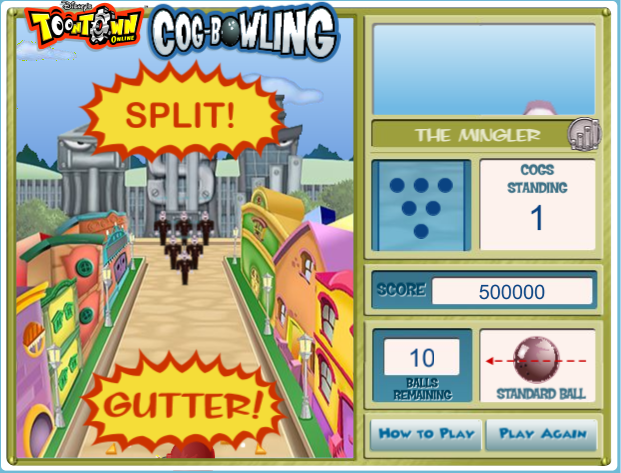 DISNEY'S
TOONTOWN
ONLINE
COG-BOWLING
SPLIT!
GUTTER!
THE MINGLER
COGS
STANDING
1
SCORE 500000
10
BALLS
REMAINING
STANDARD BALL
HOW TO PLAY
PLAY AGAIN